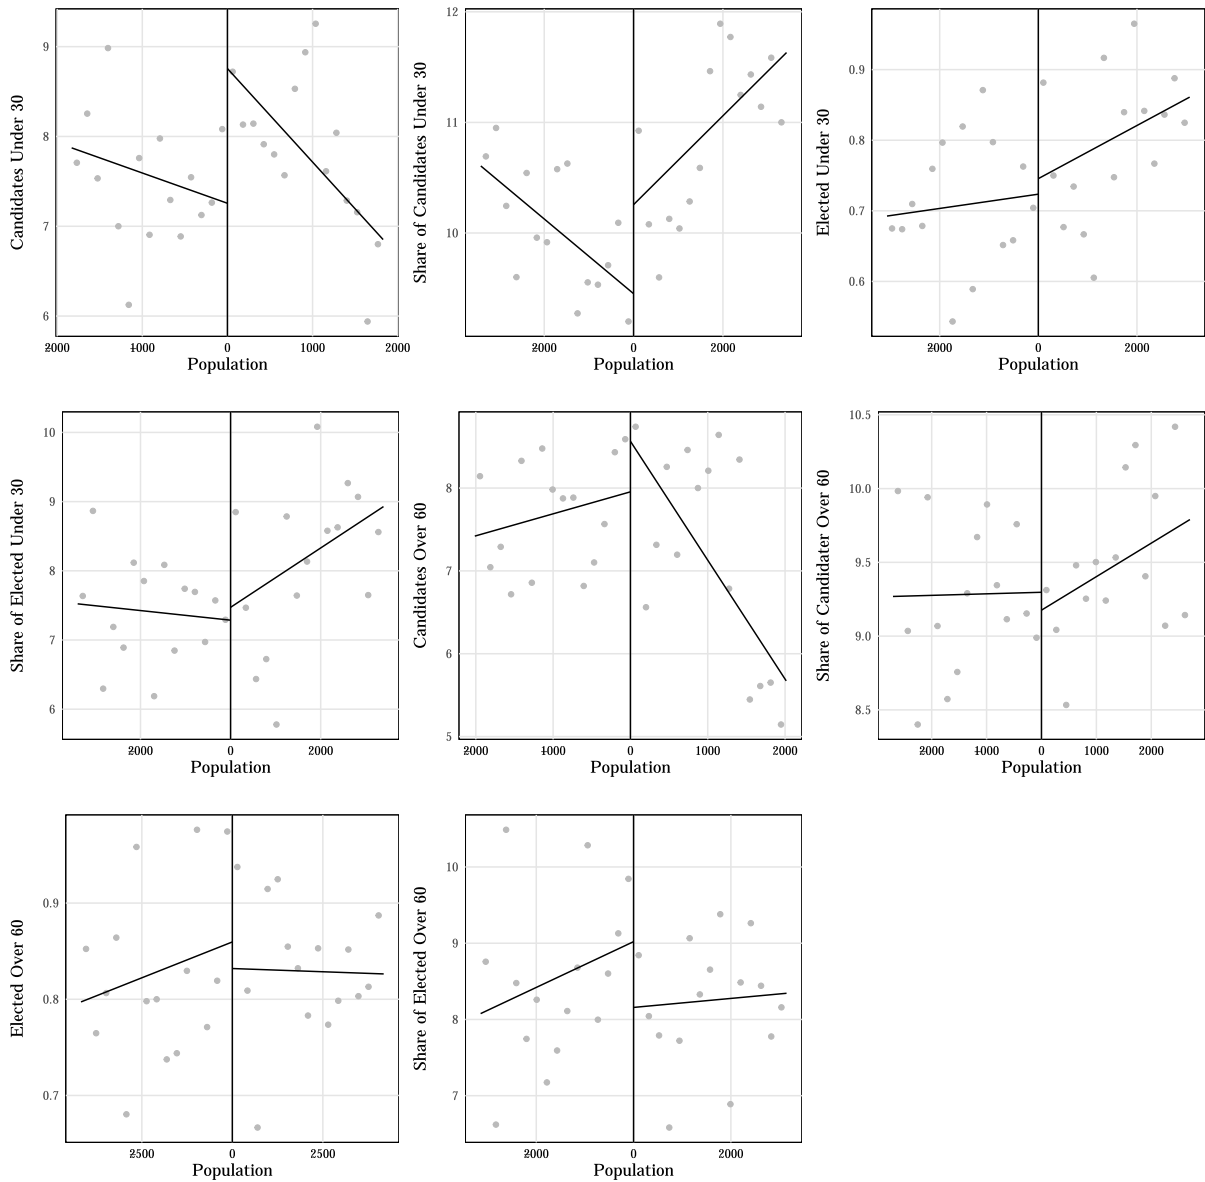 Candidates Under 30
9
8
7
6
-2000 -1000 0 1000 2000
Population
Share of Candidates Under 30
12
11
10
-2000 0 2000
Population
Elected Under 30
0.9
0.8
0.7
0.6
-2000 0 2000
Population
Share of Elected Under 30
10
9
8
7
6
-2000 0 2000
Population
Candidates Over 60
8
7
6
5
-2000 -1000 0 1000 2000
Population
Share of Candidater Over 60
10.5
10.0
9.5
9.0
8.5
-2000 -1000 0 1000 2000
Population
Elected Over 60
0.9
0.8
0.7
-2500 0 2500
Population
Share of Elected Over 60
10
9
8
7
-2000 0 2000
Population